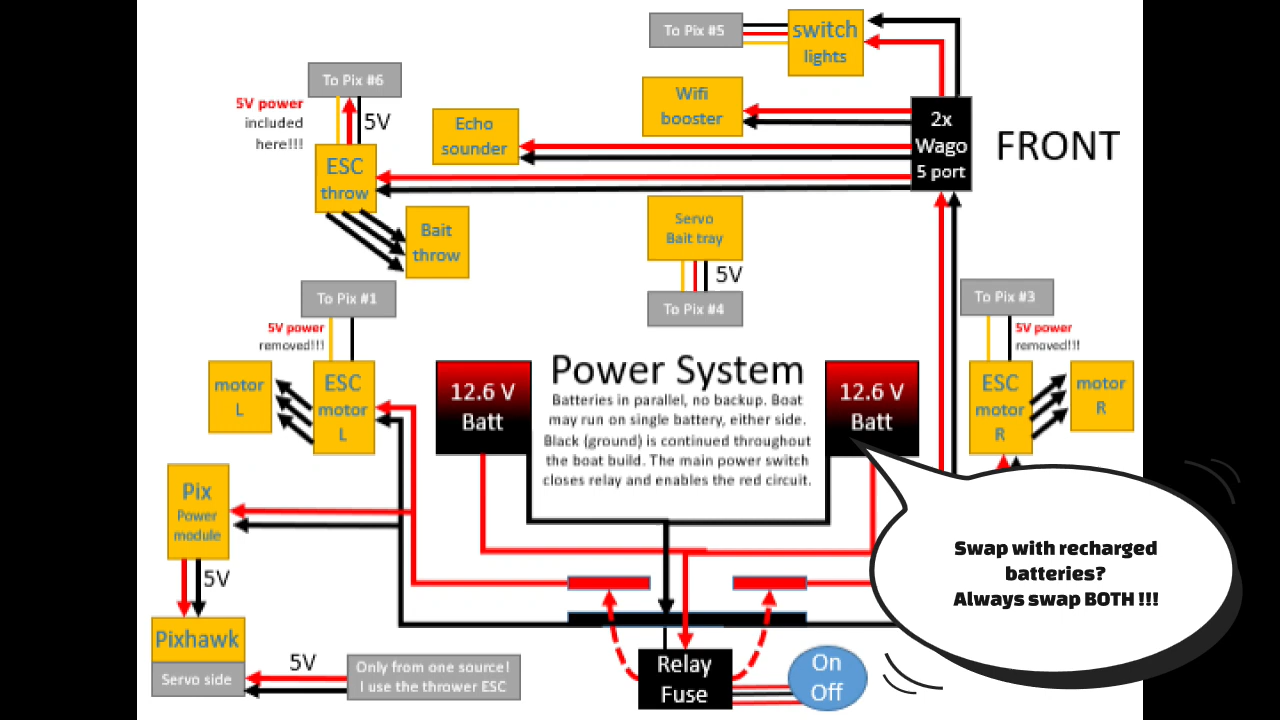 To Pix #5
switch
lights
To Pix #6
5V power
included
here!!!
5V
Wifi
booster
Echo
sounder
2x
Wago
5 port
FRONT
ESC
throw
Bait
throw
Servo
Bait tray
5V
To Pix #4
To Pix #1
5V power
removed!!!
To Pix #3
5V power
removed!!!
motor
L
ESC
motor
L
12.6 V
Batt
Power System
Batteries in parallel, no backup. Boat
may run on single battery, either side.
Black (ground) is continued throughout
the boat build. The main power switch
closes relay and enables the red circuit.
12.6 V
Batt
ESC
motor
R
motor
R
Pix
Power
module
5V
Swap with recharged
batteries?
Always swap BOTH !!!
Pixhawk
Servo side
5V
Only from one source!
I use the thrower ESC
Relay
Fuse
On
Off